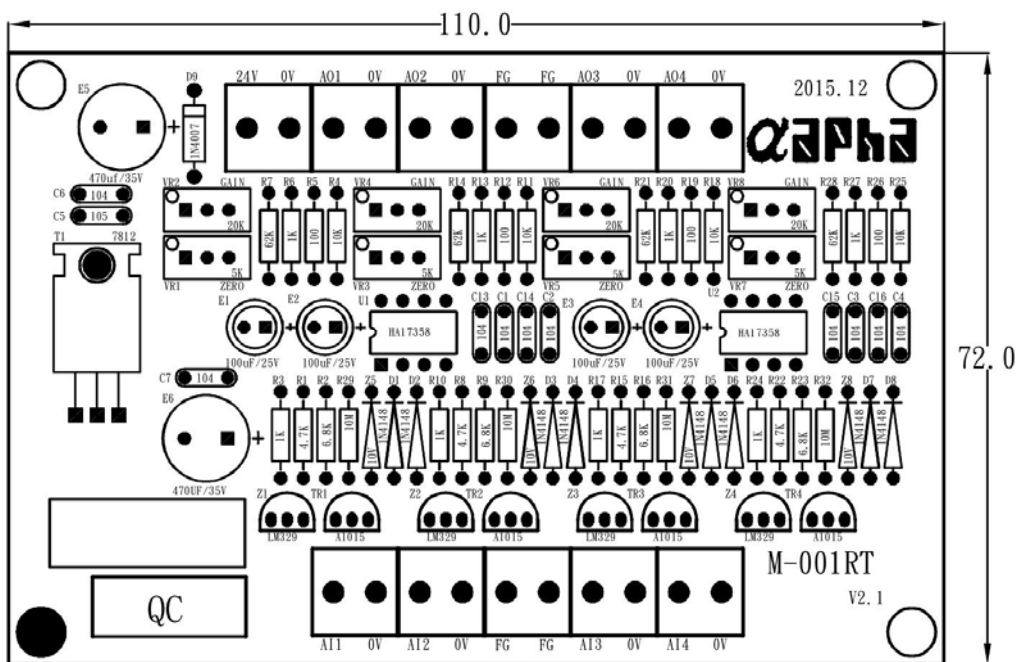 110.0
72.0
24V 0V AO1 0V AO2 0V FG FG AO3 0V AO4 0V
2015.12
αapha
E5 D9
1N4007
470uf/35V
C6 104
C5 105
T1 7812
VR2 GAIN R7 R6 R5 R4 VR4 GAIN R14 R13 R12 R11 VR6 GAIN R21 R20 R19 R18 VR8 GAIN R28 R27 R26 R25
20K 20K 20K 20K
62K 1K 100 10K 62K 1K 100 10K 62K 1K 100 10K 62K 1K 100 10K
5K 5K 5K 5K
VR1 ZERO VR3 ZERO VR5 ZERO U2 VR7 ZERO
E1 E2 U1 C13 C1 C14 C2 E3 E4 C15 C3 C16 C4
HA17358 104 104 104 104 HA17358 104 104 104 104
100uF/25V 100uF/25V 100uF/25V 100uF/25V
C7 104
E6
470UF/35V
R3 R1 R2 R29 Z5 D1 D2 R10 R8 R9 R30 Z6 D3 D4 R17 R15 R16 R31 Z7 D5 D6 R24 R22 R23 R32 Z8 D7 D8
1K 4.7K 6.8K 10M 10V 1N4148 1K 4.7K 6.8K 10M 10V 1N4148 1K 4.7K 6.8K 10M 10V 1N4148 1K 4.7K 6.8K 10M 10V 1N4148
Z1 TR1 Z2 TR2 Z3 TR3 Z4 TR4
LM329 A1015 LM329 A1015 LM329 A1015 LM329 A1015
M-001RT
V2.1
QC
AI1 0V AI2 0V FG FG AI3 0V AI4 0V